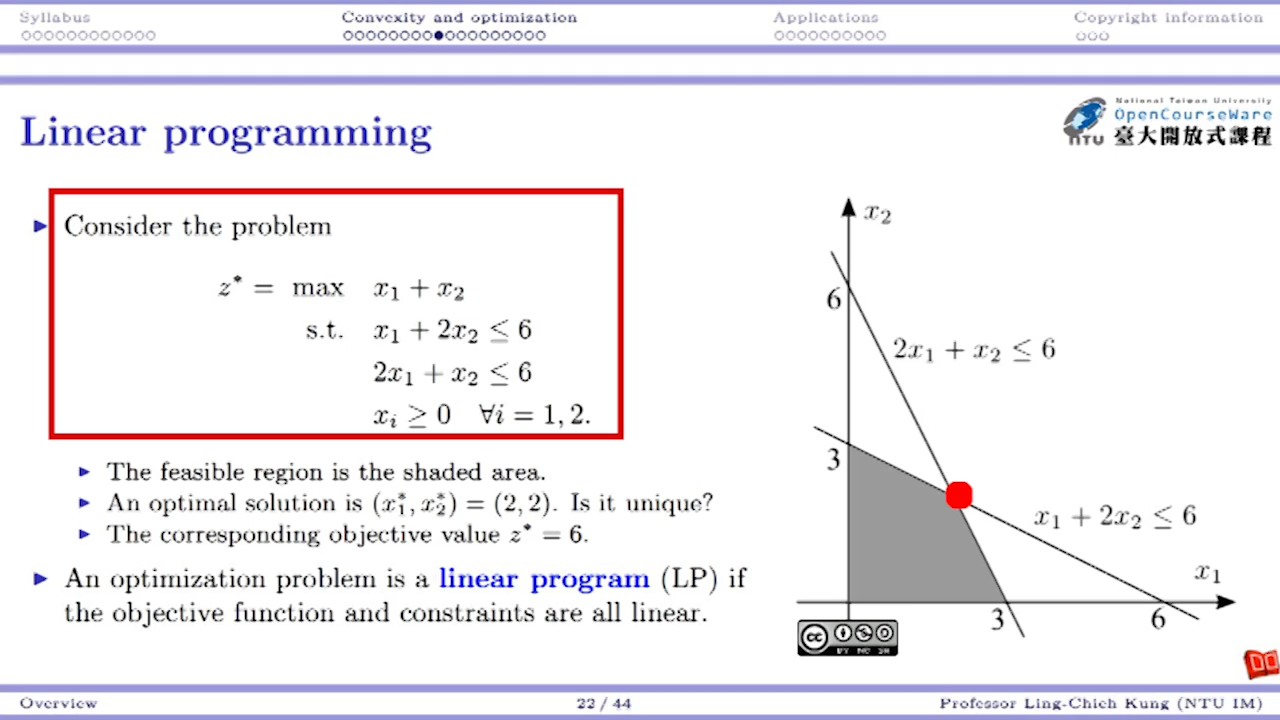 Syllabus Convexity and optimization Applications Copyright information
Linear programming
National Taiwan University
OpenCourseWare
NTU 臺大開放式課程
Consider the problem
z* = max x₁ + x₂
s.t. x₁ + 2x₂ ≤ 6
2x₁ + x₂ ≤ 6
xᵢ ≥ 0 ∀i = 1, 2.
The feasible region is the shaded area.
An optimal solution is (x₁*, x₂*) = (2, 2). Is it unique?
The corresponding objective value z* = 6.
An optimization problem is a linear program (LP) if
the objective function and constraints are all linear.
x₂
6
2x₁ + x₂ ≤ 6
3
x₁ + 2x₂ ≤ 6
x₁
3
6
cc
BY NC SA
Overview 22 / 44 Professor Ling-Chieh Kung (NTU IM)